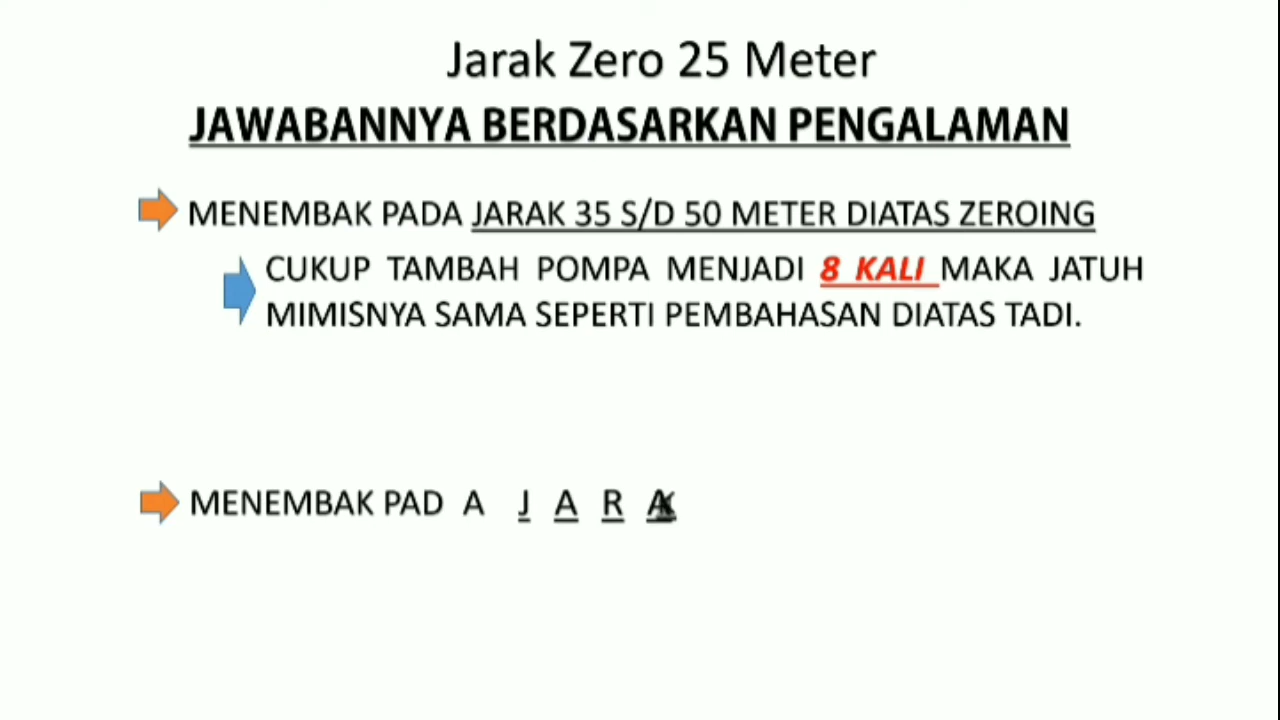 Jarak Zero 25 Meter
JAWABANNYA BERDASARKAN PENGALAMAN
MENEMBAK PADA JARAK 35 S/D 50 METER DIATAS ZEROING
CUKUP TAMBAH POMPA MENJADI 8 KALI MAKA JATUH
MIMISNYA SAMA SEPERTI PEMBAHASAN DIATAS TADI.
MENEMBAK PAD A J A R A K